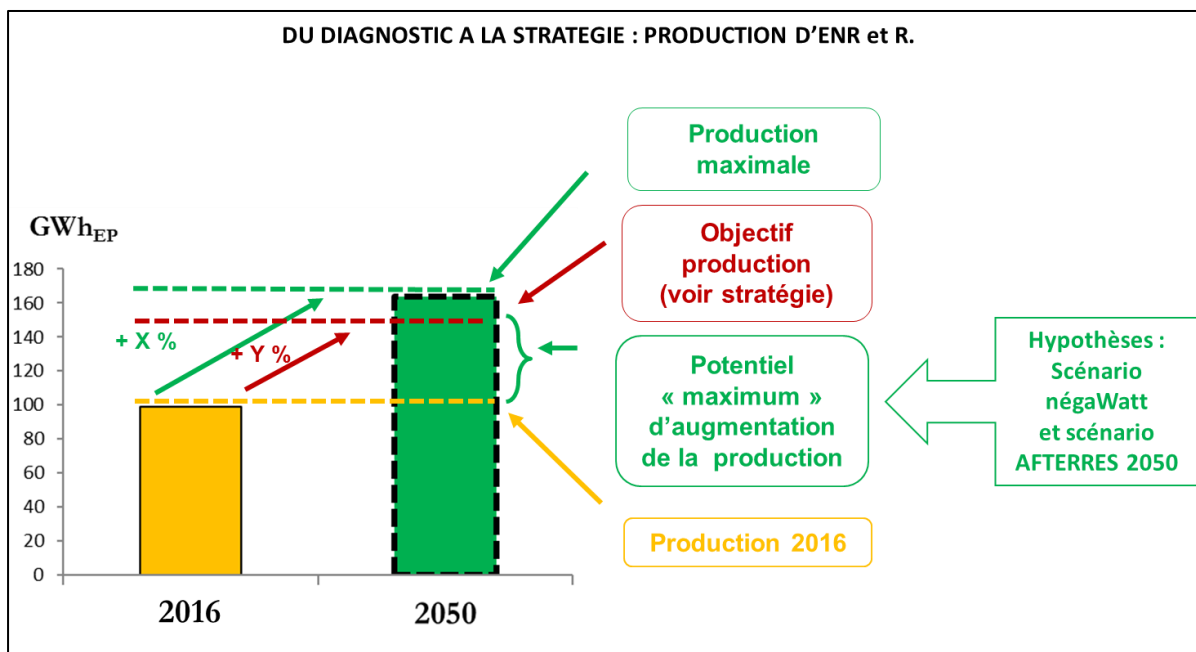 DU DIAGNOSTIC A LA STRATEGIE : PRODUCTION D'ENR et R.
GWhEP
180
160
140
120
100
80
60
40
20
0
+ X %
+ Y %
2016
2050
Production
maximale
Objectif
production
(voir stratégie)
Potentiel
« maximum »
d'augmentation
de la production
Production 2016
Hypothèses :
Scénario
négaWatt
et scénario
AFTERRES 2050